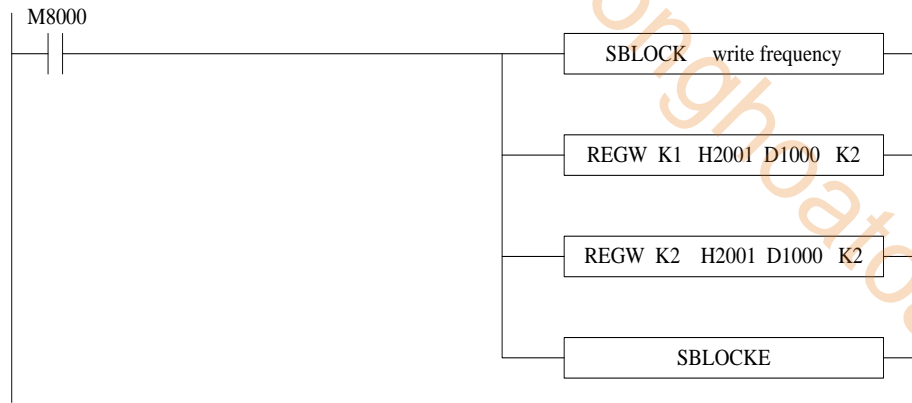 M8000
SBLOCK write frequency
REGW K1 H2001 D1000 K2
REGW K2 H2001 D1000 K2
SBLOCKE